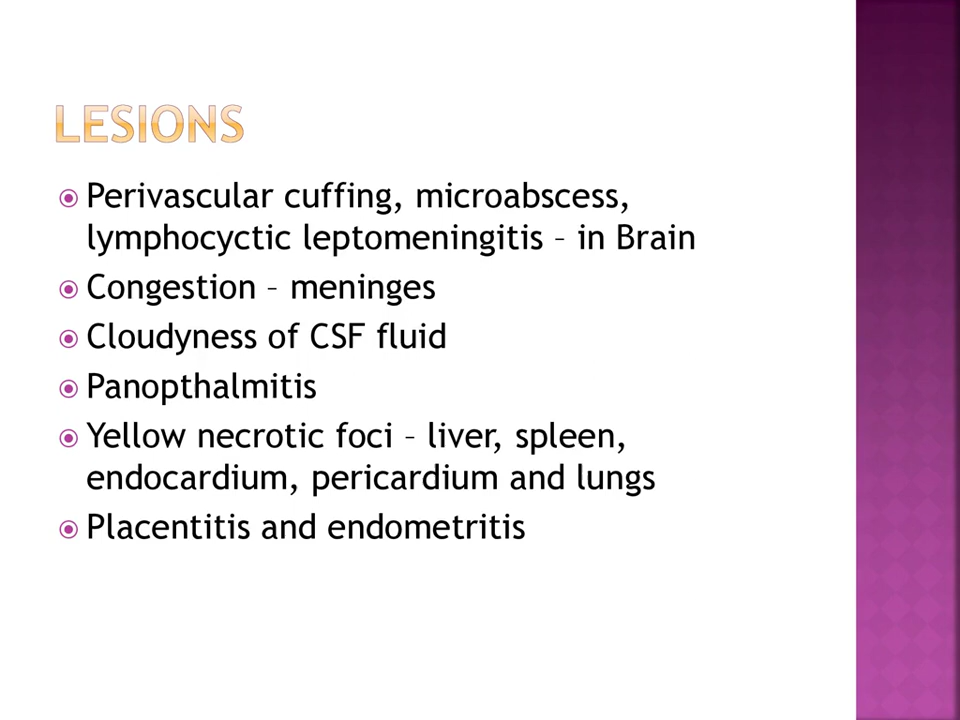 LESIONS
Perivascular cuffing, microabscess,
lymphocyctic leptomeningitis – in Brain
Congestion – meninges
Cloudyness of CSF fluid
Panopthalmitis
Yellow necrotic foci – liver, spleen,
endocardium, pericardium and lungs
Placentitis and endometritis